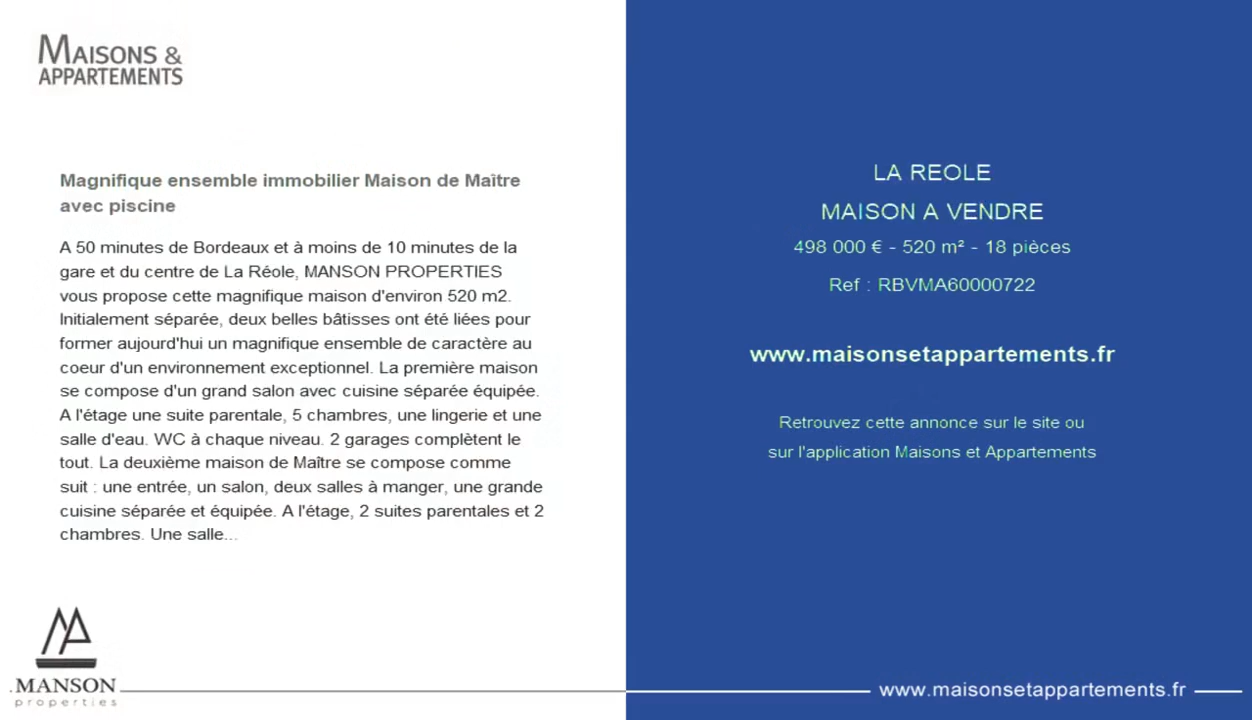 MAISONS &
APPARTEMENTS
Magnifique ensemble immobilier Maison de Maître
avec piscine
A 50 minutes de Bordeaux et à moins de 10 minutes de la
gare et du centre de La Réole, MANSON PROPERTIES
vous propose cette magnifique maison d'environ 520 m2.
Initialement séparée, deux belles bâtisses ont été liées pour
former aujourd'hui un magnifique ensemble de caractère au
coeur d'un environnement exceptionnel. La première maison
se compose d'un grand salon avec cuisine séparée équipée.
A l'étage une suite parentale, 5 chambres, une lingerie et une
salle d'eau. WC à chaque niveau. 2 garages complètent le
tout. La deuxième maison de Maître se compose comme
suit : une entrée, un salon, deux salles à manger, une grande
cuisine séparée et équipée. A l'étage, 2 suites parentales et 2
chambres. Une salle...
MANSON
properties
LA REOLE
MAISON A VENDRE
498 000 € - 520 m² - 18 pièces
Ref : RBVMA60000722
www.maisonsetappartements.fr
Retrouvez cette annonce sur le site ou
sur l'application Maisons et Appartements
www.maisonsetappartements.fr